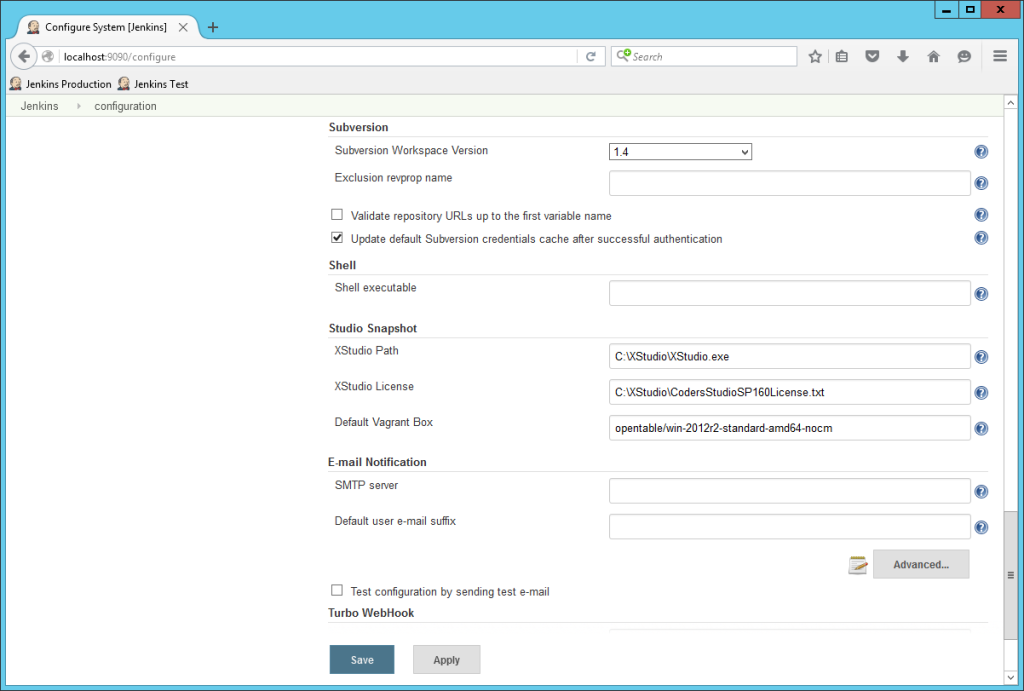 Configure System [Jenkins]
localhost:9090/configure
Search
Jenkins Production
Jenkins Test
Jenkins
configuration
Subversion
Subversion Workspace Version
1.4
Exclusion revprop name
Validate repository URLs up to the first variable name
Update default Subversion credentials cache after successful authentication
Shell
Shell executable
Studio Snapshot
XStudio Path
C:\XStudio\XStudio.exe
XStudio License
C:\XStudio\CodersStudioSP160License.txt
Default Vagrant Box
opentable/win-2012r2-standard-amd64-nocm
E-mail Notification
SMTP server
Default user e-mail suffix
Advanced...
Test configuration by sending test e-mail
Turbo WebHook
Save
Apply